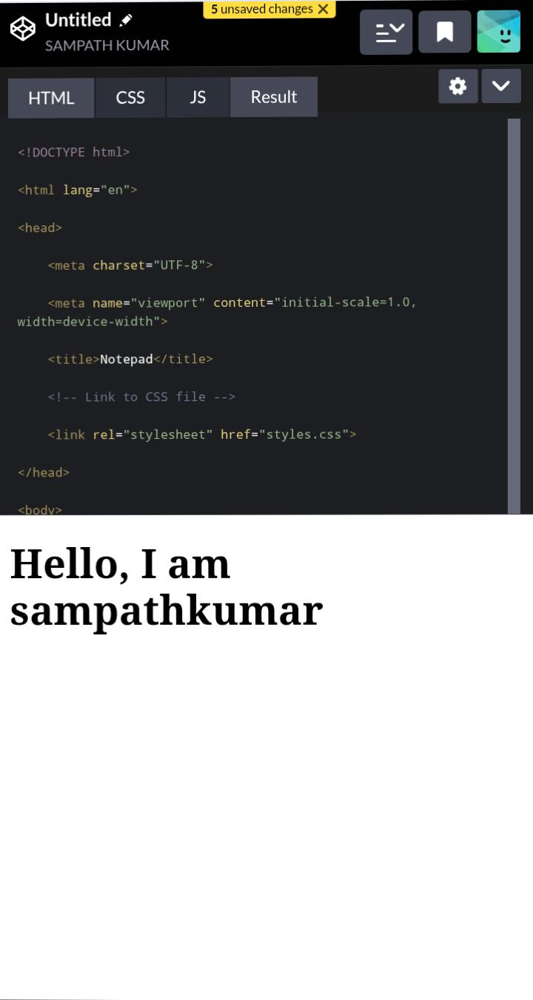 Untitled
5 unsaved changes
SAMPATH KUMAR
HTML CSS JS Result
<!DOCTYPE html>
<html lang="en">
<head>
<meta charset="UTF-8">
<meta name="viewport" content="initial-scale=1.0,
width=device-width">
<title>Notepad</title>
<!-- Link to CSS file -->
<link rel="stylesheet" href="styles.css">
</head>
<body>
Hello, I am
sampathkumar